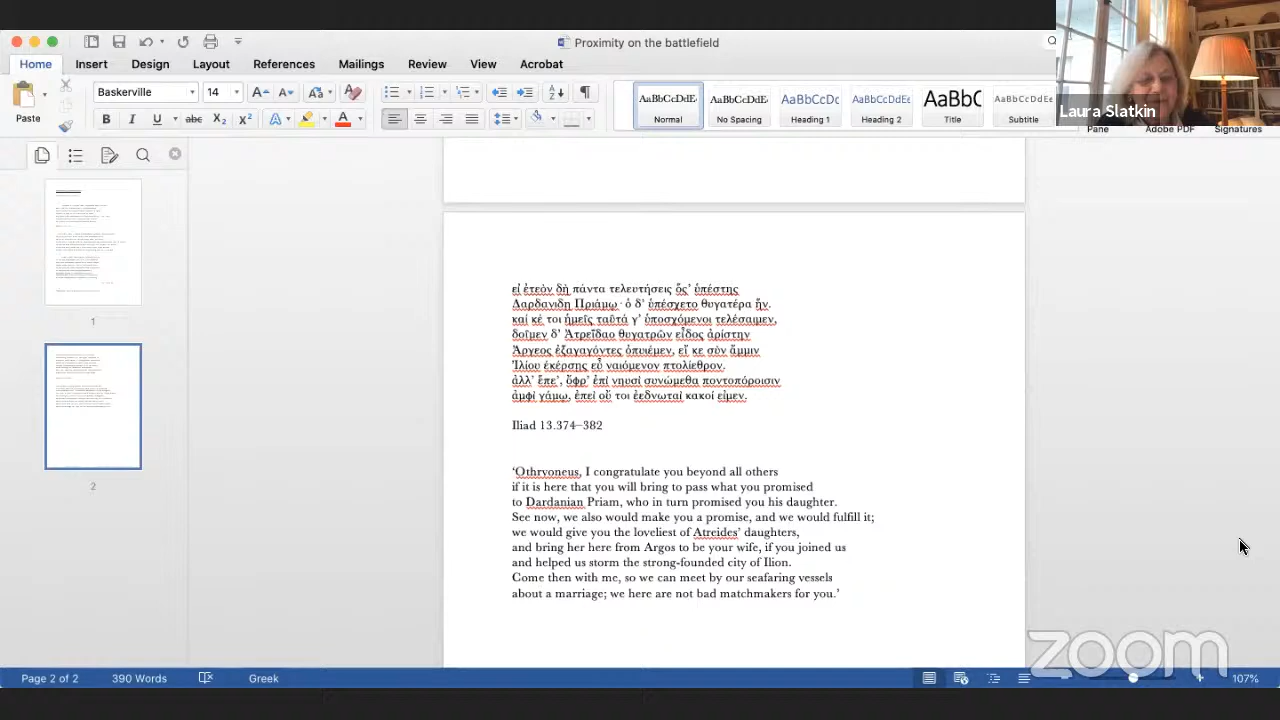 Proximity on the battlefield
Home Insert Design Layout References Mailings Review View Acrobat
Laura Slatkin
Paste
Baskerville 14
AaBbCcDdE AaBbCcDdE AaBbCcDc AaBbCcDdEe AaBbC AaBbCcDdEe
Normal No Spacing Heading 1 Heading 2 Title Subtitle
Pane Adobe PDF Signatures
1
2
εἰ ἐτεὸν δὴ πάντα τελευτήσεις ὅσ’ ὑπέστης
Δαρδανίδῃ Πριάμῳ· ὁ δ’ ὑπέσχετο θυγατέρα ἥν.
καί κέ τοι ἡμεῖς ταῦτά γ’ ὑποσχόμενοι τελέσαιμεν,
δοῖμεν δ’ Ἀτρεΐδαο θυγατρῶν εἶδος ἀρίστην
Ἄργεος ἐξαγαγόντες ὀπυιέμεν, εἴ κε σὺν ἄμμιν
Ἰλίου ἐκπέρσῃς εὖ ναιόμενον πτολίεθρον.
ἀλλ’ ἕπε’, ὄφρ’ ἐπὶ νηυσὶ συνώμεθα ποντοπόροισιν
ἀμφὶ γάμῳ, ἐπεὶ οὔ τοι ἐεδνωταὶ κακοί εἰμεν.
Iliad 13.374–382
‘Othryoneus, I congratulate you beyond all others
if it is here that you will bring to pass what you promised
to Dardanian Priam, who in turn promised you his daughter.
See now, we also would make you a promise, and we would fulfill it;
we would give you the loveliest of Atreides’ daughters,
and bring her here from Argos to be your wife, if you joined us
and helped us storm the strong-founded city of Ilion.
Come then with me, so we can meet by our seafaring vessels
about a marriage; we here are not bad matchmakers for you.’
zoom
Page 2 of 2 390 Words Greek 107%